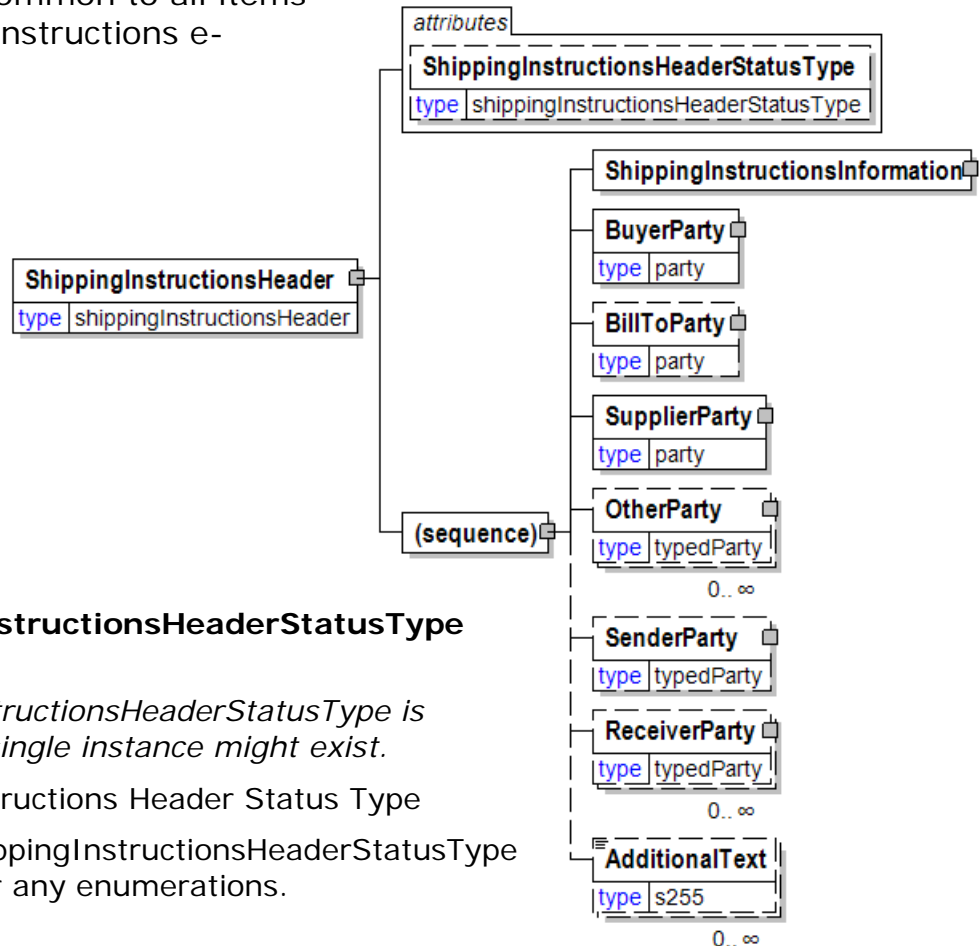 ommon to all items
nstructions e-
attributes
ShippingInstructionsHeaderStatusType
type shippingInstructionsHeaderStatusType
ShippingInstructionsInformation
BuyerParty
type party
ShippingInstructionsHeader
type shippingInstructionsHeader
BillToParty
type party
SupplierParty
type party
(sequence)
OtherParty
type typedParty
0.. ∞
structionsHeaderStatusType
SenderParty
type typedParty
tructionsHeaderStatusType is
single instance might exist.
ReceiverParty
type typedParty
0.. ∞
ructions Header Status Type
ppingInstructionsHeaderStatusType
r any enumerations.
AdditionalText
type s255
0.. ∞